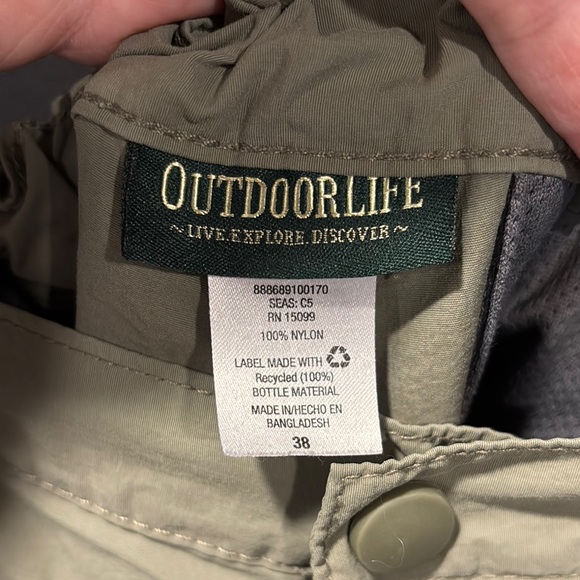 OUTDOORLIFE
~LIVE.EXPLORE.DISCOVER~
888689100170
SEAS: C5
RN 15099
100% NYLON
LABEL MADE WITH
Recycled (100%)
BOTTLE MATERIAL
MADE IN/HECHO EN
BANGLADESH
38